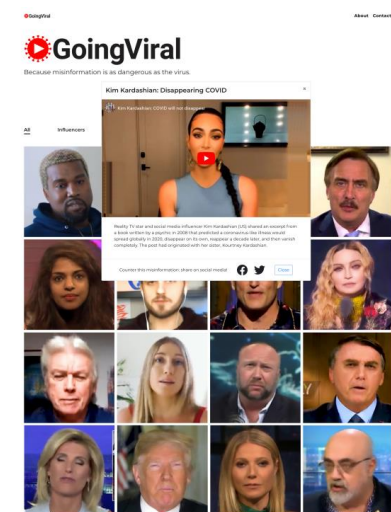 GoingViral
About Contact
GoingViral
Because misinformation is as dangerous as the virus.
Kim Kardashian: Disappearing COVID
×
Kim Kardashian: COVID will not disappear
All Influencers
Reality TV star and social media influencer Kim Kardashian (US) shared an excerpt from
a book written by a psychic in 2008 that predicted a coronavirus-like illness would
spread globally in 2020, disappear on its own, reappear a decade later, and then vanish
completely. The post had originated with her sister, Kourtney Kardashian.
Counter this misinformation, share on social media!
Close